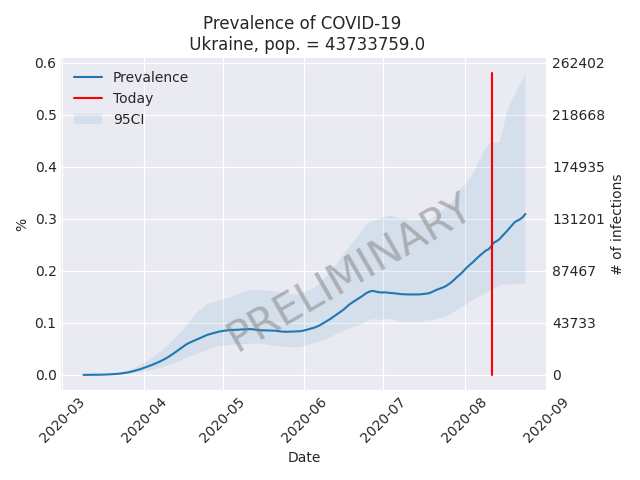 Prevalence of COVID-19
Ukraine, pop. = 43733759.0
Prevalence
Today
95CI
PRELIMINARY
0.6
0.5
0.4
0.3
0.2
0.1
0.0
%
262402
218668
174935
131201
87467
43733
0
# of infections
2020-03
2020-04
2020-05
2020-06
2020-07
2020-08
2020-09
Date